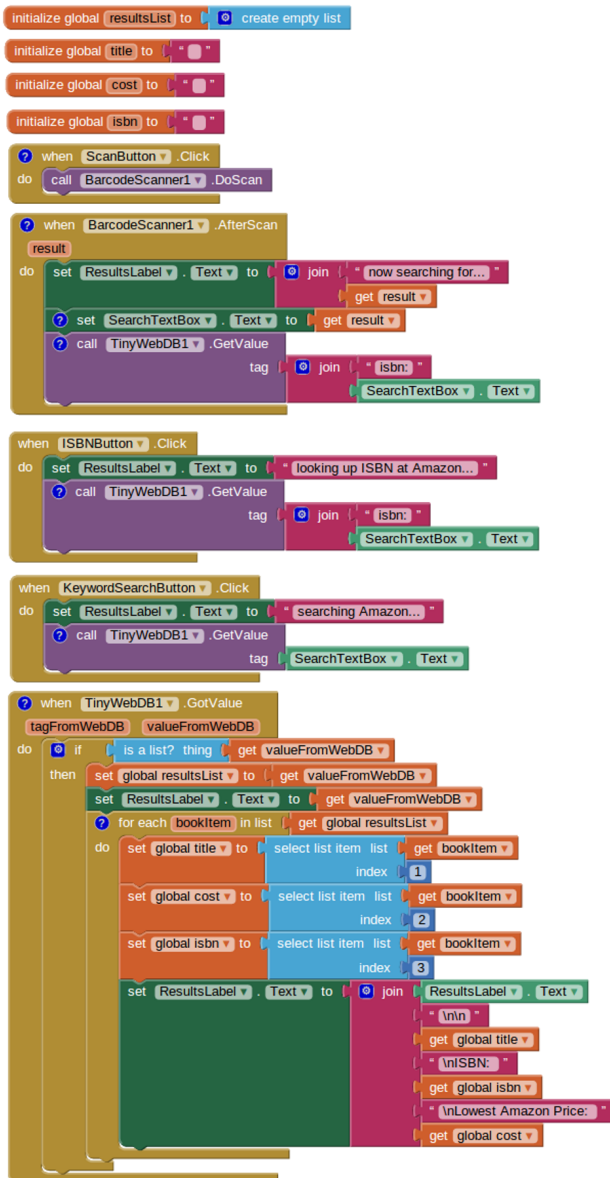 initialize global resultsList to create empty list
initialize global title to “ ”
initialize global cost to “ ”
initialize global isbn to “ ”
? when ScanButton .Click
do call BarcodeScanner1 .DoScan
? when BarcodeScanner1 .AfterScan
result
do set ResultsLabel . Text to join “ now searching for... ”
get result
? set SearchTextBox . Text to get result
? call TinyWebDB1 .GetValue
tag join “ isbn: ”
SearchTextBox . Text
when ISBNButton .Click
do set ResultsLabel . Text to “ looking up ISBN at Amazon... ”
? call TinyWebDB1 .GetValue
tag join “ isbn: ”
SearchTextBox . Text
when KeywordSearchButton .Click
do set ResultsLabel . Text to “ searching Amazon... ”
? call TinyWebDB1 .GetValue
tag SearchTextBox . Text
? when TinyWebDB1 .GotValue
tagFromWebDB valueFromWebDB
do if is a list? thing get valueFromWebDB
then set global resultsList to get valueFromWebDB
set ResultsLabel . Text to get valueFromWebDB
? for each bookItem in list get global resultsList
do set global title to select list item list get bookItem
index 1
set global cost to select list item list get bookItem
index 2
set global isbn to select list item list get bookItem
index 3
set ResultsLabel . Text to join ResultsLabel . Text
“ \n\n ”
get global title
“ \nISBN: ”
get global isbn
“ \nLowest Amazon Price: ”
get global cost